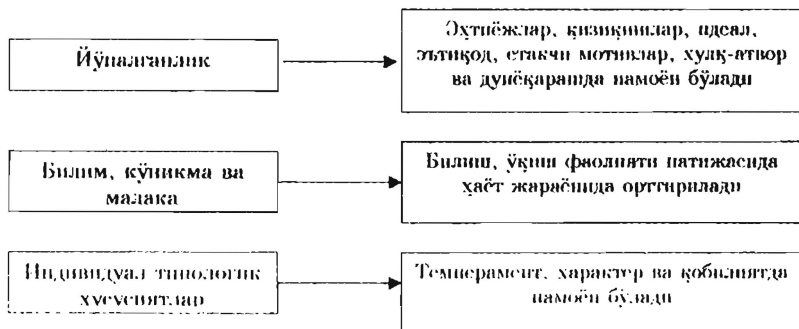 Йўналганлик
Эҳтиёжлар, қизиқишлар, идеал,
эътиқод, етакчи мотивлар, хулқ-атвор
ва дунёқарашда намоён бўлади
Билим, кўникма ва
малака
Билиш, ўқиш фаолияти натижасида
ҳаёт жараёнида орттирилади
Индивидуал типологик
хусусиятлар
Темперамент, характер ва қобилиятда
намоён бўлади